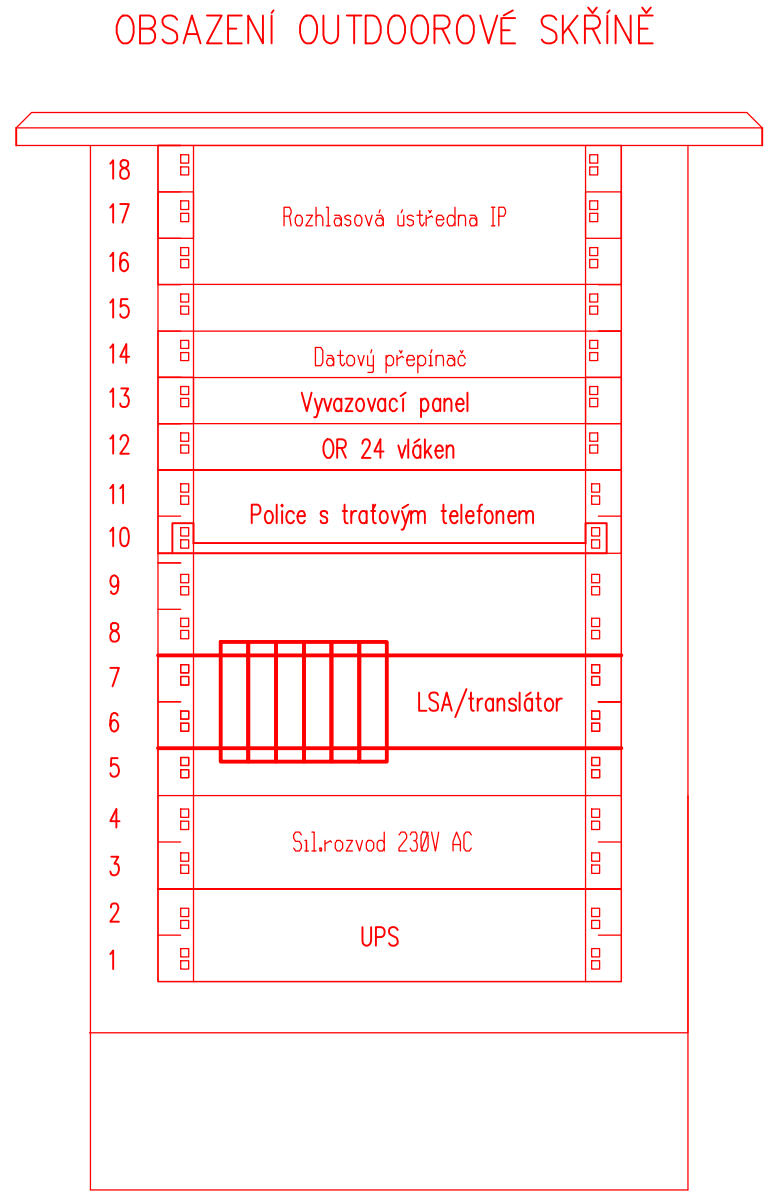 OBSAZENÍ OUTDOOROVÉ SKŘÍNĚ
18
17 Rozhlasová ústředna IP
16
15
14 Datový přepínač
13 Vyvazovací panel
12 OR 24 vláken
11
Police s traťovým telefonem
10
9
8
7
LSA/translátor
6
5
4
Sil.rozvod 230V AC
3
2
UPS
1